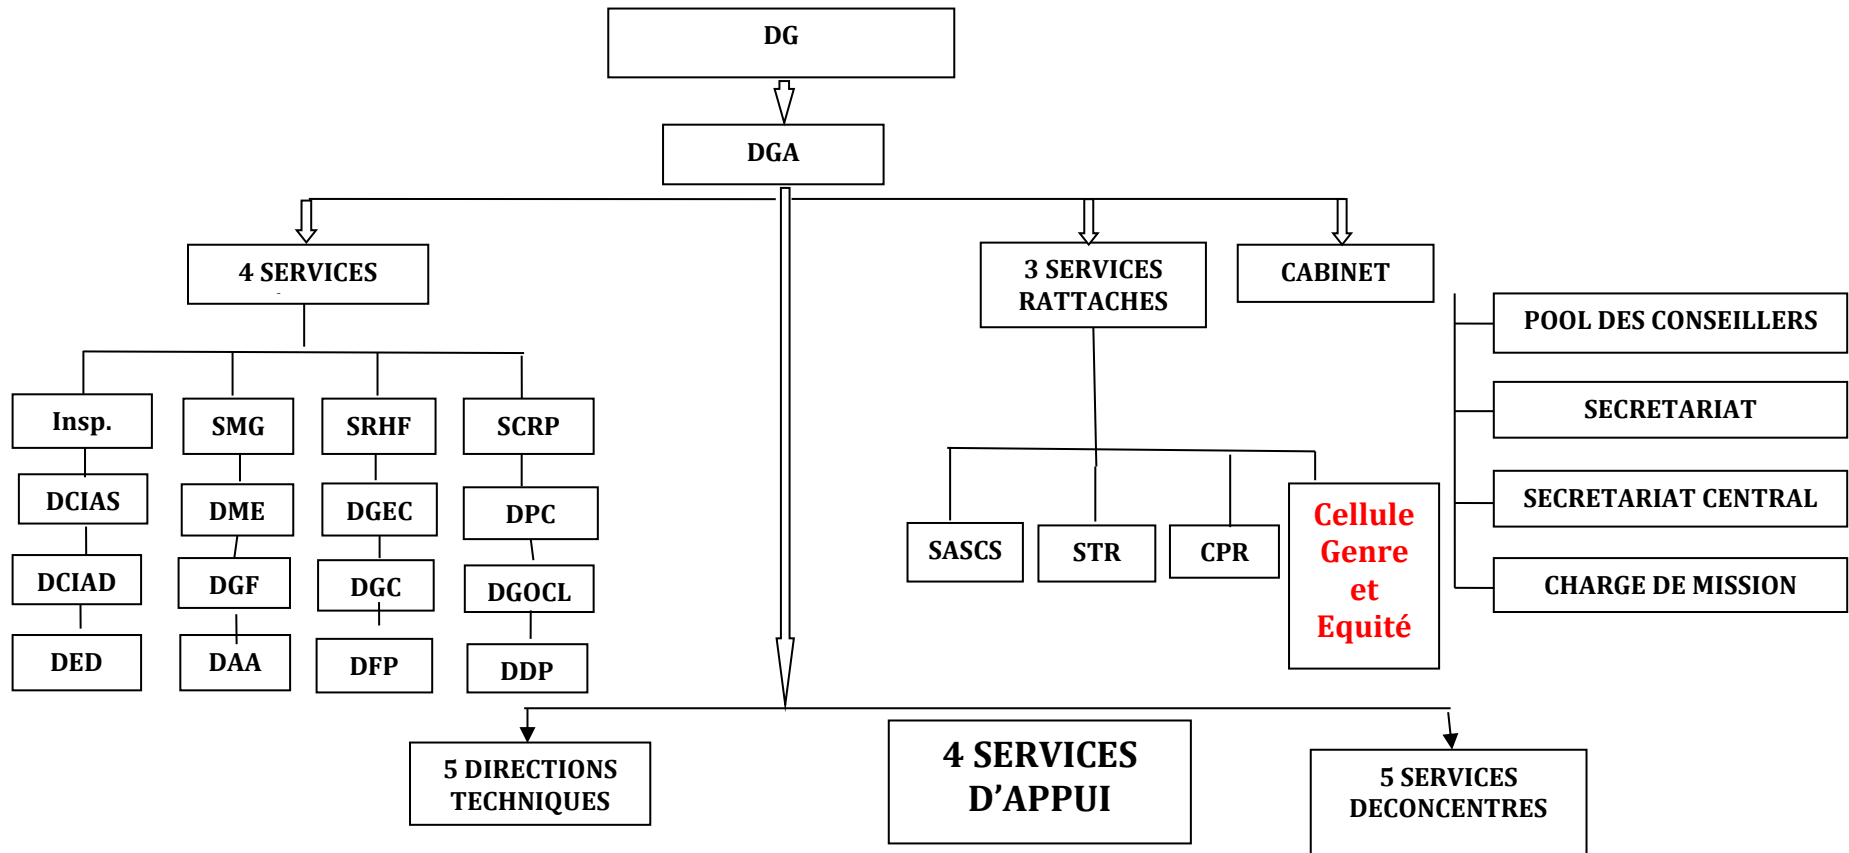 DG
DGA
4 SERVICES
3 SERVICES
RATTACHES
CABINET
POOL DES CONSEILLERS
SECRETARIAT
SECRETARIAT CENTRAL
CHARGE DE MISSION
Insp.
SMG
SRHF
SCRP
DCIAS
DME
DGEC
DPC
DCIAD
DGF
DGC
DGOCL
DED
DAA
DFP
DDP
SASCS
STR
CPR
Cellule
Genre
et
Equité
5 DIRECTIONS
TECHNIQUES
4 SERVICES
D’APPUI
5 SERVICES
DECONCENTRES